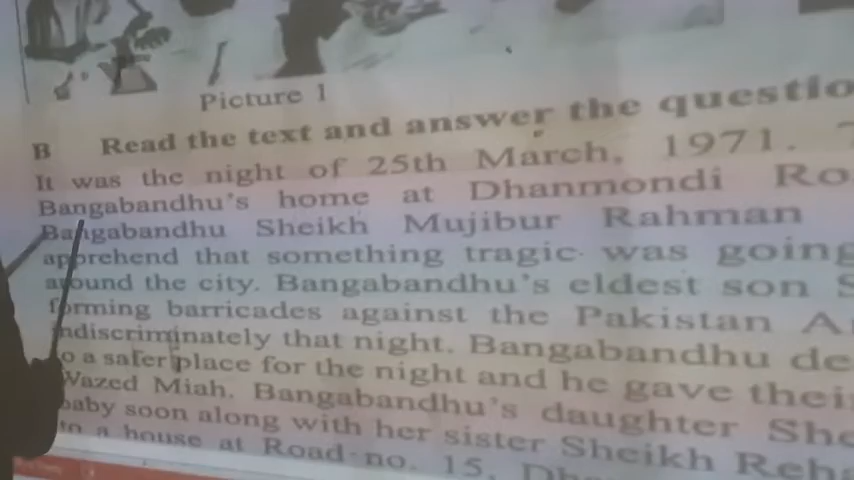 Picture 1
B Read the text and answer the questio
It was the night of 25th March, 1971. T
Bangabandhu's home at Dhanmondi Ro
Bangabandhu Sheikh Mujibur Rahman
apprehend that something tragic was going
around the city. Bangabandhu's eldest son S
forming barricades against the Pakistan A
indiscriminately that night. Bangabandhu de
to a safer place for the night and he gave thei
Wazed Miah. Bangabandhu's daughter She
baby soon along with her sister Sheikh Reha
to a house at Road no. 15, Dha